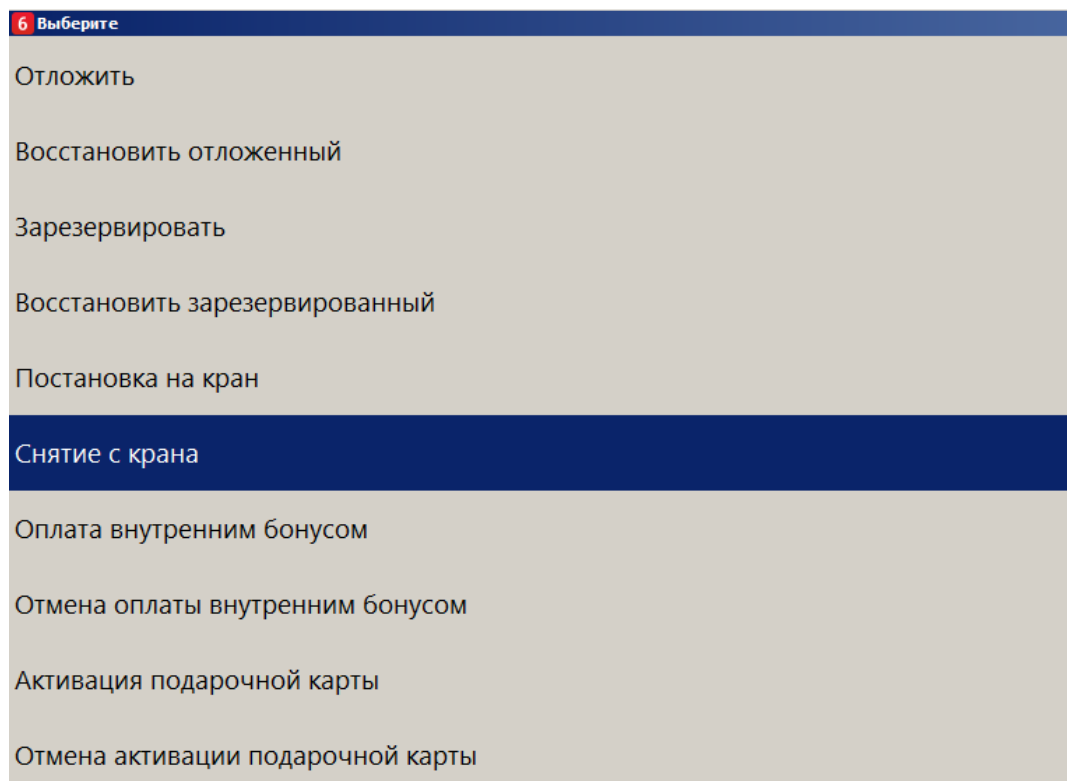 6 Выберите
Отложить
Восстановить отложенный
Зарезервировать
Восстановить зарезервированный
Постановка на кран
Снятие с крана
Оплата внутренним бонусом
Отмена оплаты внутренним бонусом
Активация подарочной карты
Отмена активации подарочной карты